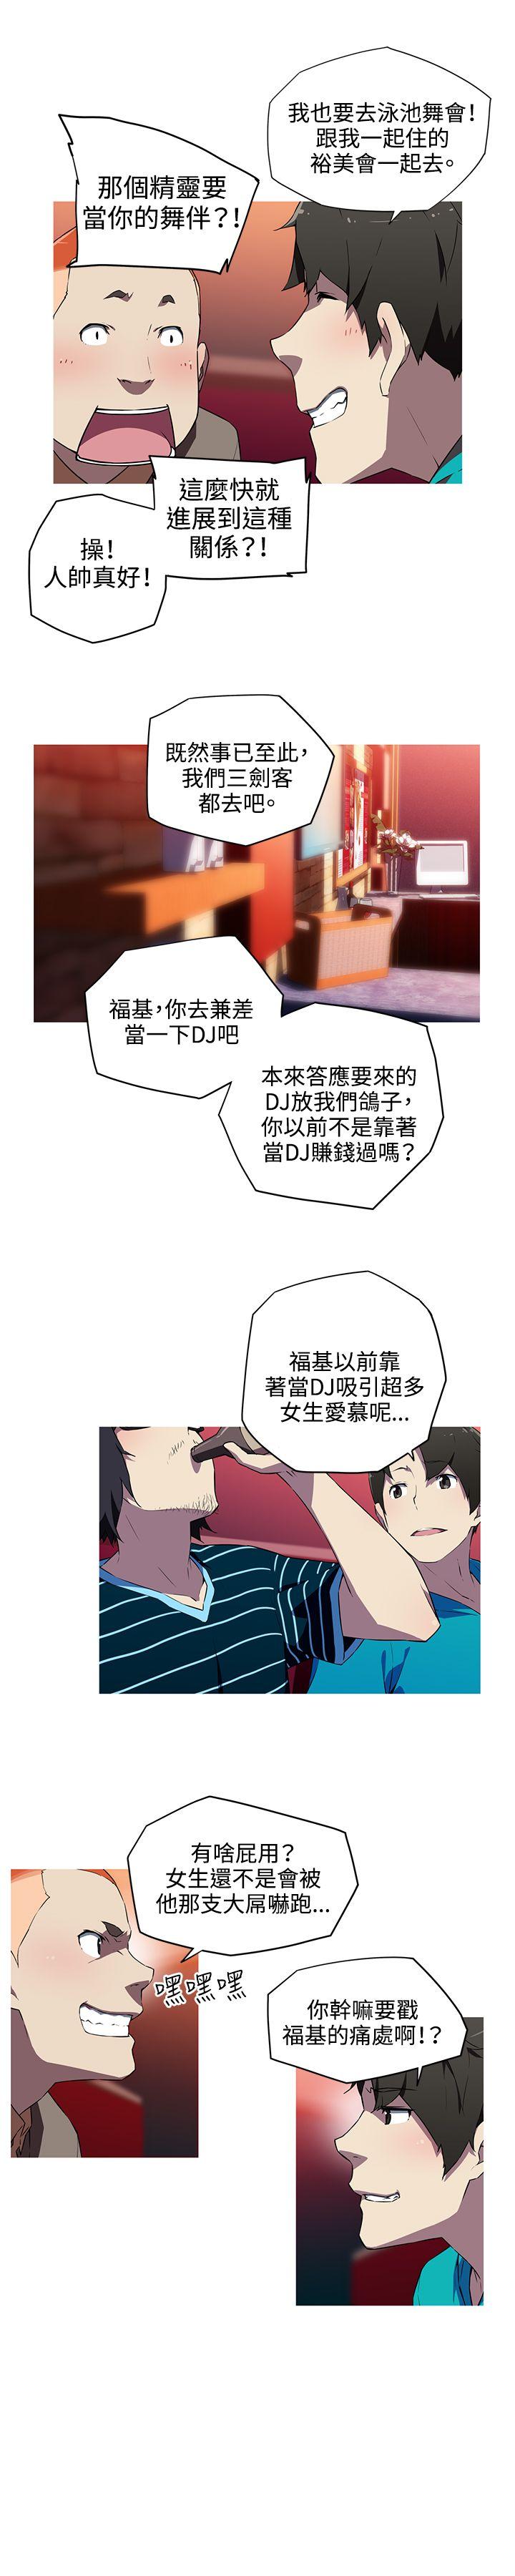 我也要去泳池舞會!
跟我一起住的
裕美會一起去。
那個精靈要
當你的舞伴?!
這麼快就
進展到這種
關係?!
操!
人帥真好!
既然事已至此,
我們三劍客
都去吧。
福基,你去兼差
當一下DJ吧
本來答應要來的
DJ放我們鴿子,
你以前不是靠著
當DJ賺錢過嗎?
福基以前靠
著當DJ吸引超多
女生愛慕呢...
有啥屁用?
女生還不是會被
他那支大屌嚇跑...
嘿嘿嘿
你幹嘛要戳
福基的痛處啊!?